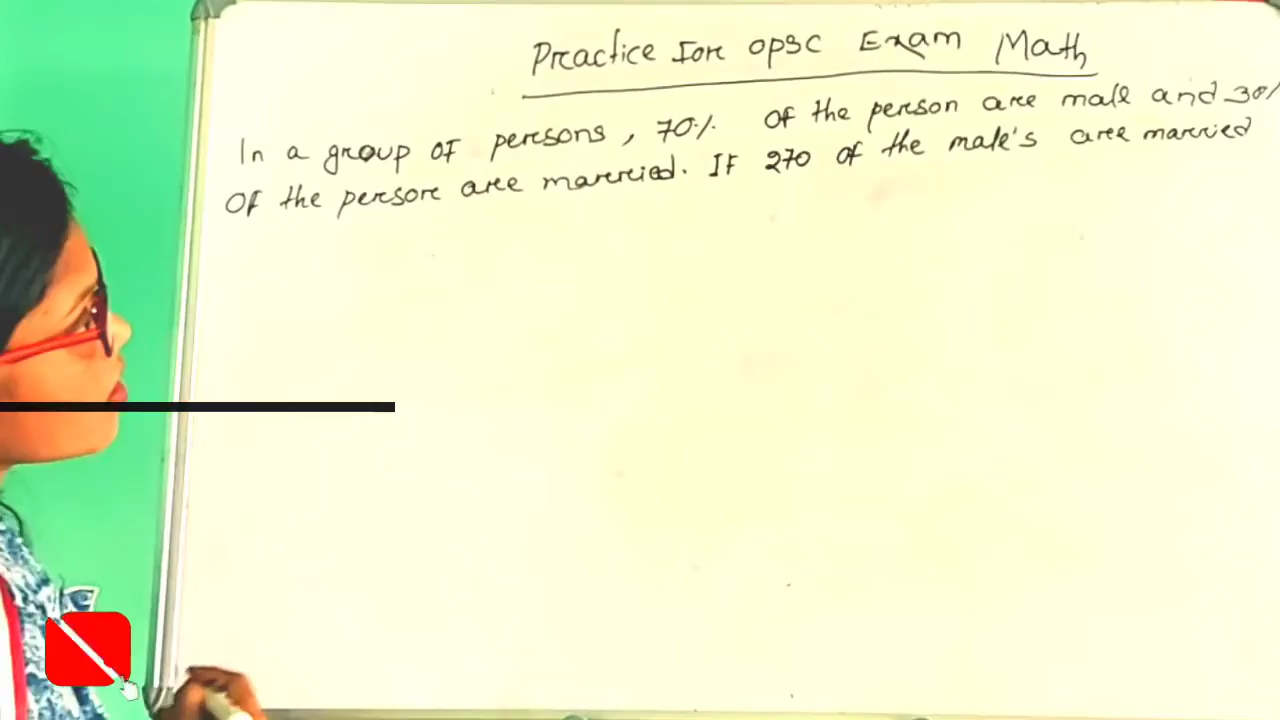 Practice For OPSC Exam Math
In a group of persons, 70% of the person are male and 30%
of the person are married. If 270 of the male's are married